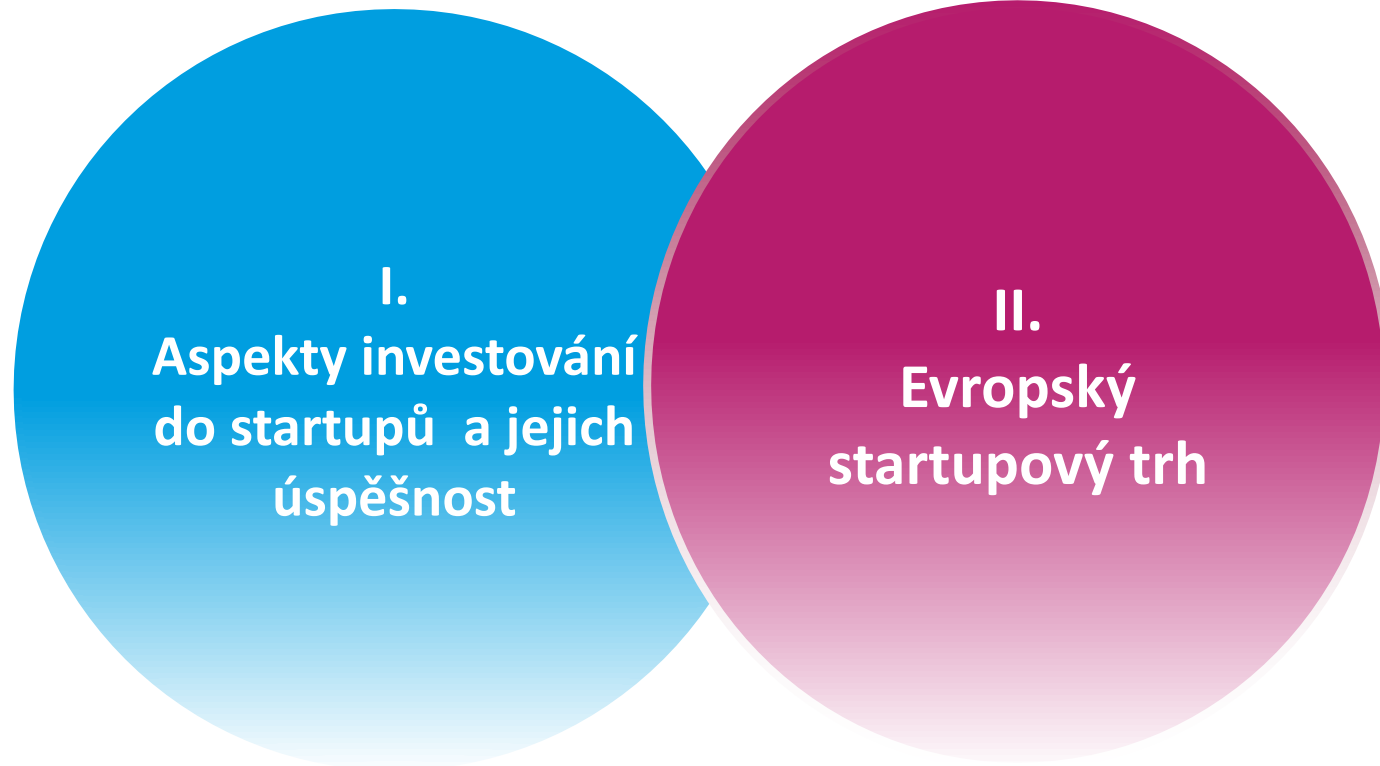 I.
Aspekty investování
do startupů  a jejich
úspěšnost
II.
Evropský
startupový trh